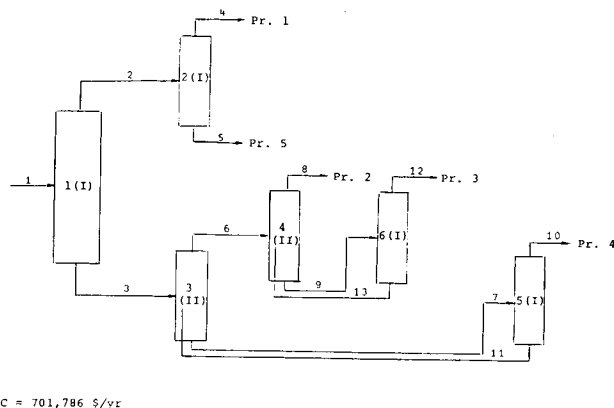 4
Pr. 1
2
2(I)
5
Pr. 5
1
1(I)
8
Pr. 2
12
Pr. 3
6
4
(II)
6(I)
10
Pr. 4
3
3
(II)
9
13
7
5(I)
11
C = 701,786 $/yr